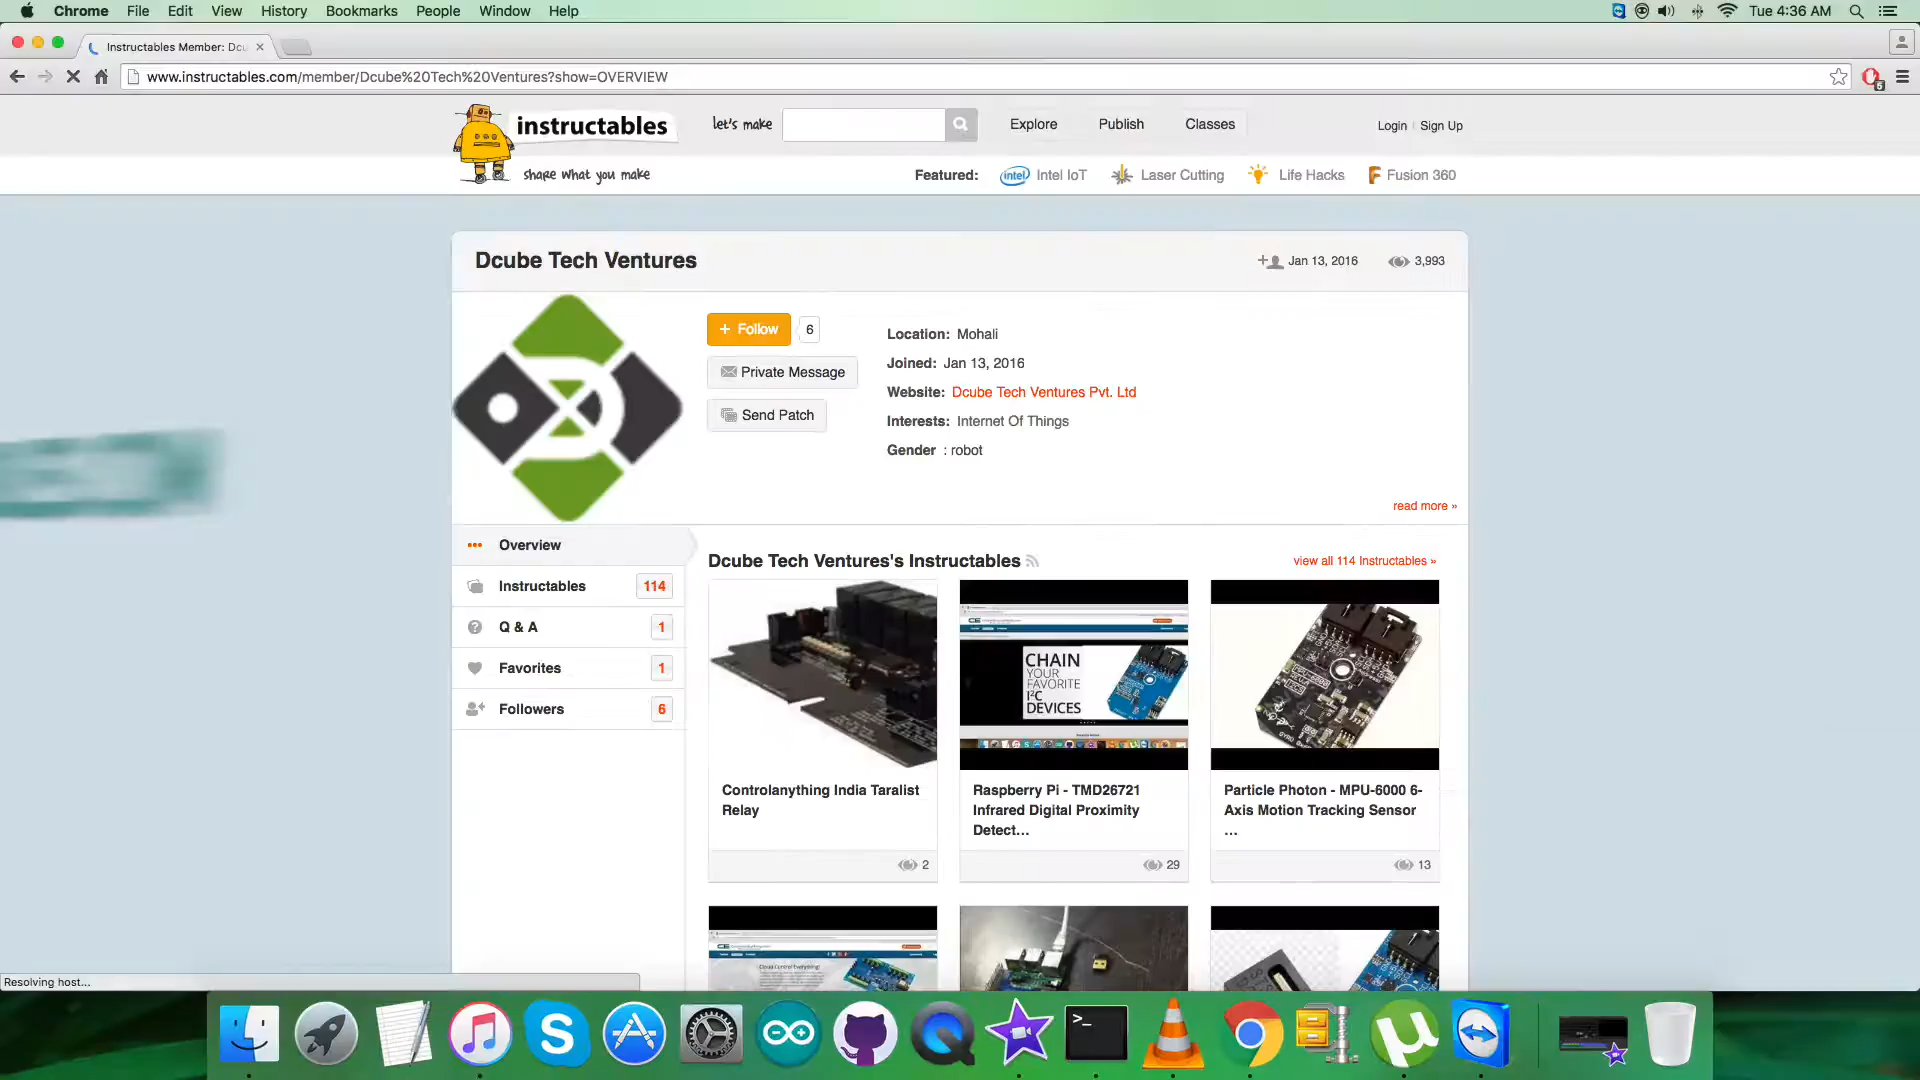 Chrome File Edit View History Bookmarks People Window Help Tue 4:36 AM
Instructables Member: Dcu
www.instructables.com/member/Dcube%20Tech%20Ventures?show=OVERVIEW
instructables
let's make
Explore Publish Classes
Login Sign Up
share what you make
Featured: intel Intel IoT Laser Cutting Life Hacks Fusion 360
Dcube Tech Ventures
Jan 13, 2016 3,993
+ Follow 6
Private Message
Send Patch
Location: Mohali
Joined: Jan 13, 2016
Website: Dcube Tech Ventures Pvt. Ltd
Interests: Internet Of Things
Gender : robot
read more »
Overview
Instructables 114
Q & A 1
Favorites 1
Followers 6
Dcube Tech Ventures's Instructables
view all 114 Instructables »
CHAIN
YOUR
FAVORITE
I²C
DEVICES
Controlanything India Taralist
Relay
2
Raspberry Pi - TMD26721
Infrared Digital Proximity
Detect...
29
Particle Photon - MPU-6000 6-
Axis Motion Tracking Sensor
...
13
Cloud Control Everything!
Resolving host...